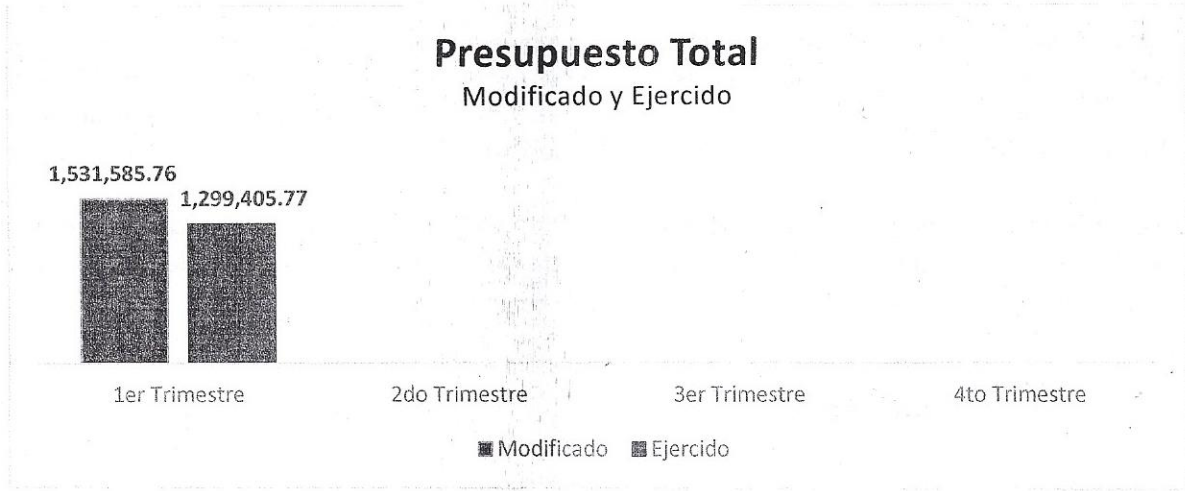 Presupuesto Total
Modificado y Ejercido
1,531,585.76
1,299,405.77
1er Trimestre 2do Trimestre 3er Trimestre 4to Trimestre
Modificado Ejercido